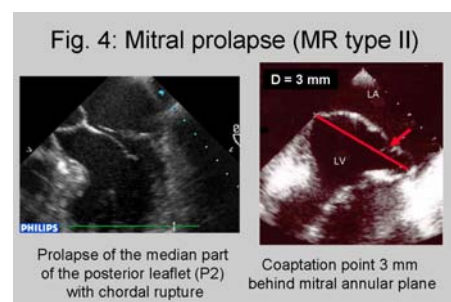 Fig. 4: Mitral prolapse (MR type II)
D = 3 mm
LA
LV
PHILIPS
Prolapse of the median part
of the posterior leaflet (P2)
with chordal rupture
Coaptation point 3 mm
behind mitral annular plane